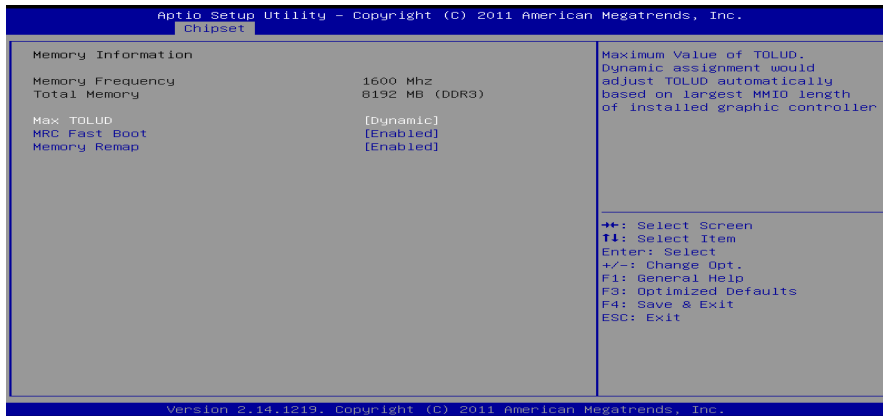 Aptio Setup Utility – Copyright (C) 2011 American Megatrends, Inc.
Chipset
Memory Information
Memory Frequency 1600 Mhz
Total Memory 8192 MB (DDR3)
Max TOLUD [Dynamic]
MRC Fast Boot [Enabled]
Memory Remap [Enabled]
Maximum Value of TOLUD.
Dynamic assignment would
adjust TOLUD automatically
based on largest MMIO length
of installed graphic controller
→←: Select Screen
↑↓: Select Item
Enter: Select
+/-: Change Opt.
F1: General Help
F3: Optimized Defaults
F4: Save & Exit
ESC: Exit
Version 2.14.1219. Copyright (C) 2011 American Megatrends, Inc.